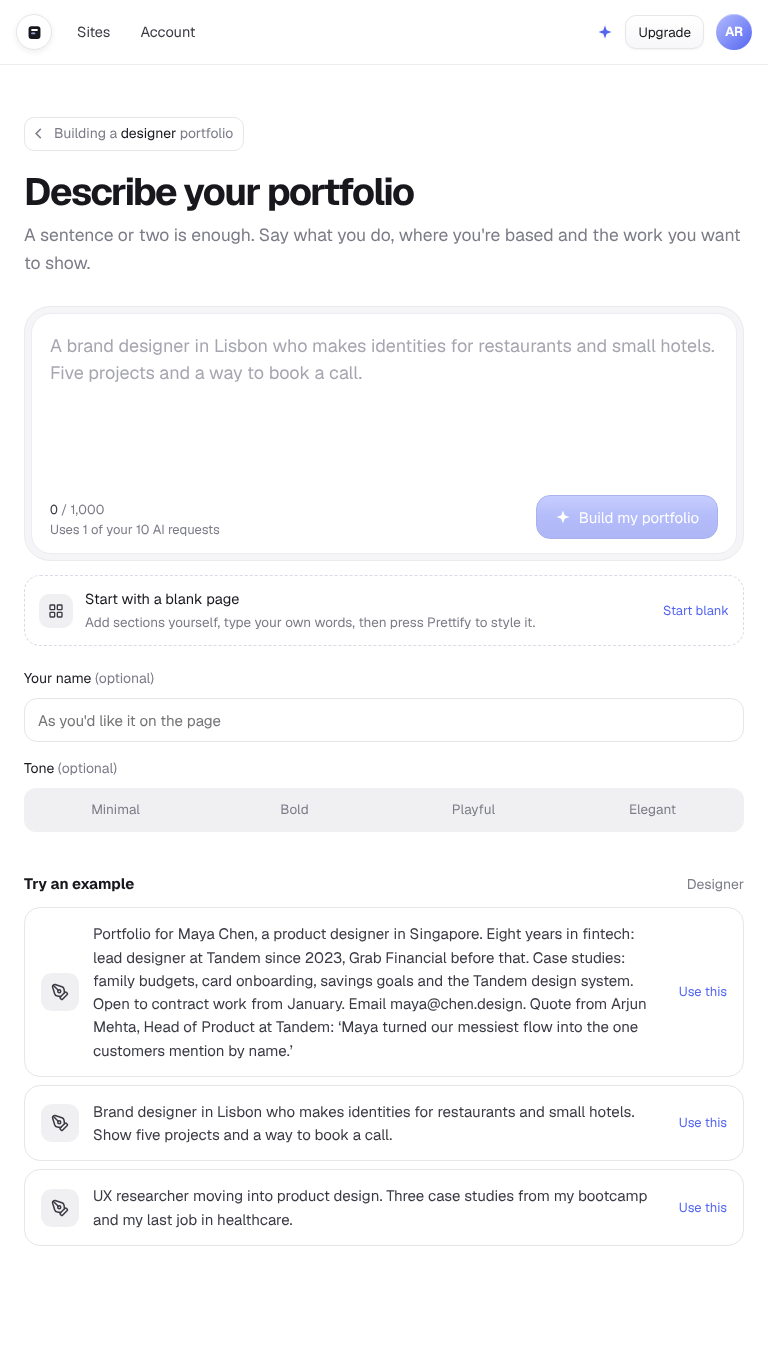 Sites
Account
Upgrade
AR
Building a designer portfolio
Describe your portfolio
A sentence or two is enough. Say what you do, where you're based and the work you want
to show.
A brand designer in Lisbon who makes identities for restaurants and small hotels.
Five projects and a way to book a call.
0 / 1,000
Uses 1 of your 10 AI requests
Build my portfolio
Start with a blank page
Add sections yourself, type your own words, then press Prettify to style it.
Start blank
Your name (optional)
As you'd like it on the page
Tone (optional)
Minimal
Bold
Playful
Elegant
Try an example
Designer
Portfolio for Maya Chen, a product designer in Singapore. Eight years in fintech:
lead designer at Tandem since 2023, Grab Financial before that. Case studies:
family budgets, card onboarding, savings goals and the Tandem design system.
Open to contract work from January. Email maya@chen.design. Quote from Arjun
Mehta, Head of Product at Tandem: ‘Maya turned our messiest flow into the one
customers mention by name.’
Use this
Brand designer in Lisbon who makes identities for restaurants and small hotels.
Show five projects and a way to book a call.
Use this
UX researcher moving into product design. Three case studies from my bootcamp
and my last job in healthcare.
Use this